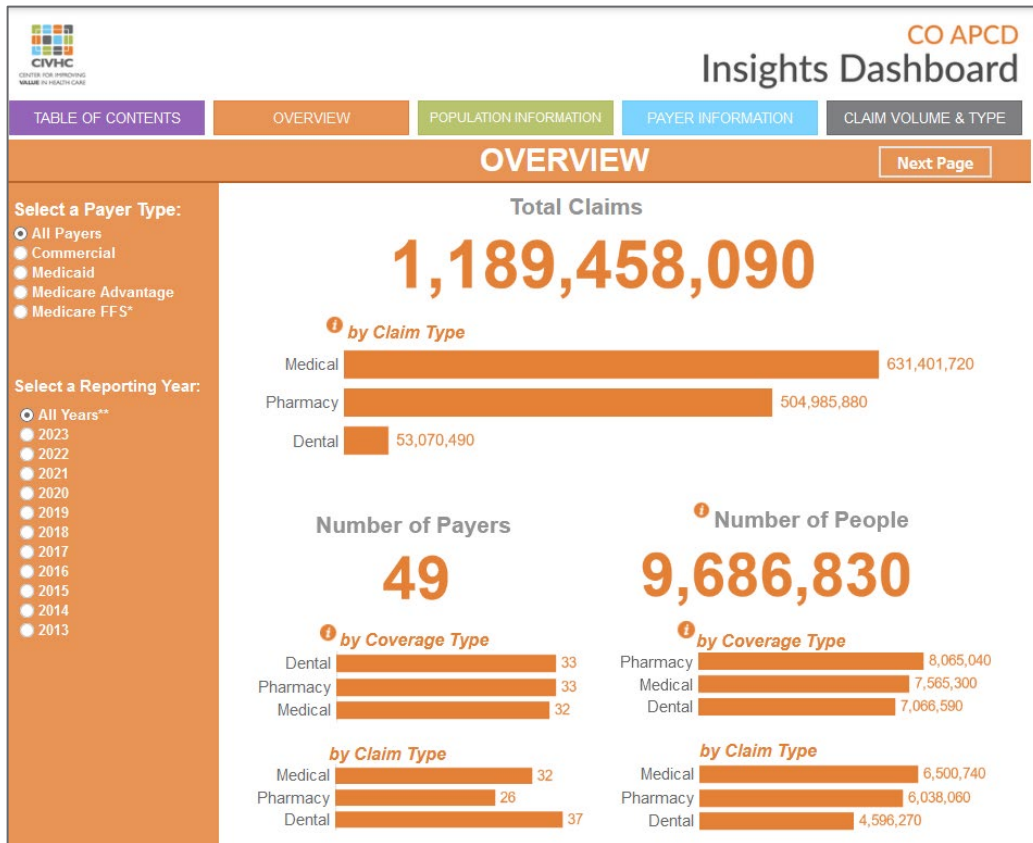 CIVHC
CENTER FOR IMPROVING
VALUE IN HEALTH CARE
CO APCD
Insights Dashboard
TABLE OF CONTENTS
OVERVIEW
POPULATION INFORMATION
PAYER INFORMATION
CLAIM VOLUME & TYPE
OVERVIEW
Next Page
Select a Payer Type:
All Payers
Commercial
Medicaid
Medicare Advantage
Medicare FFS*
Select a Reporting Year:
All Years**
2023
2022
2021
2020
2019
2018
2017
2016
2015
2014
2013
Total Claims
1,189,458,090
i by Claim Type
Medical 631,401,720
Pharmacy 504,985,880
Dental 53,070,490
Number of Payers
49
i by Coverage Type
Dental 33
Pharmacy 33
Medical 32
by Claim Type
Medical 32
Pharmacy 26
Dental 37
i Number of People
9,686,830
i by Coverage Type
Pharmacy 8,065,040
Medical 7,565,300
Dental 7,066,590
by Claim Type
Medical 6,500,740
Pharmacy 6,038,060
Dental 4,596,270